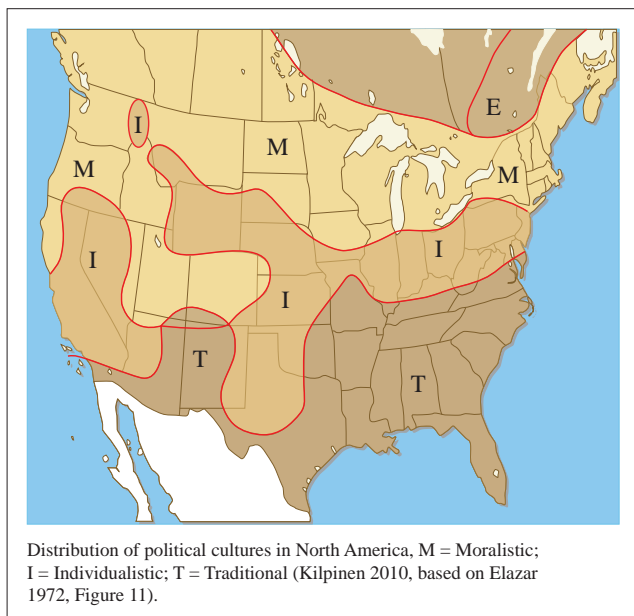 E
I
M
M
M
I
I
I
T
T
Distribution of political cultures in North America, M = Moralistic;
I = Individualistic; T = Traditional (Kilpinen 2010, based on Elazar
1972, Figure 11).